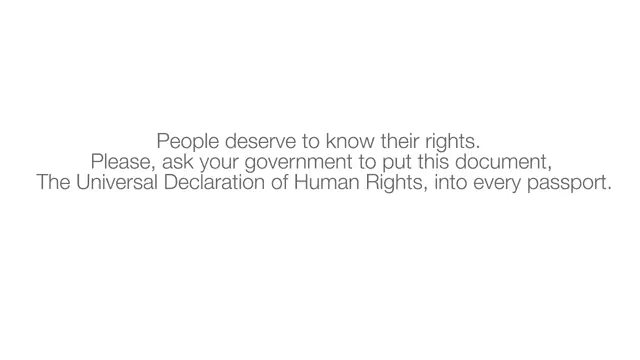 People deserve to know their rights.
Please, ask your government to put this document,
The Universal Declaration of Human Rights, into every passport.